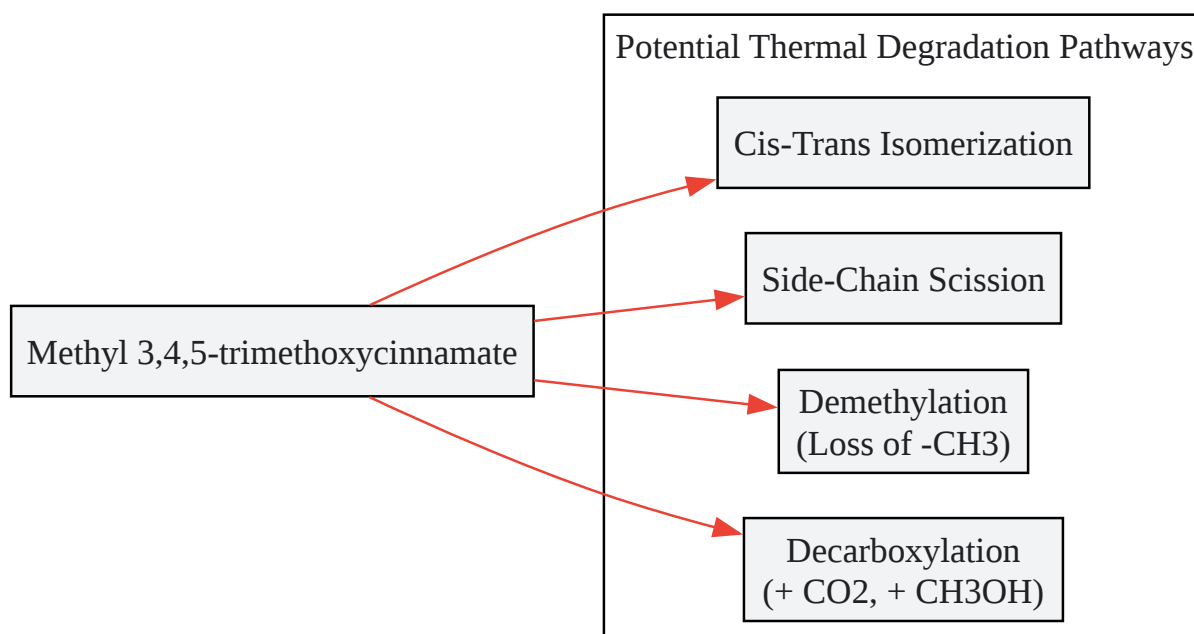 Potential Thermal Degradation Pathways
Cis-Trans Isomerization
Side-Chain Scission
Methyl 3,4,5-trimethoxycinnamate
Demethylation
(Loss of -CH3)
Decarboxylation
(+ CO2, + CH3OH)